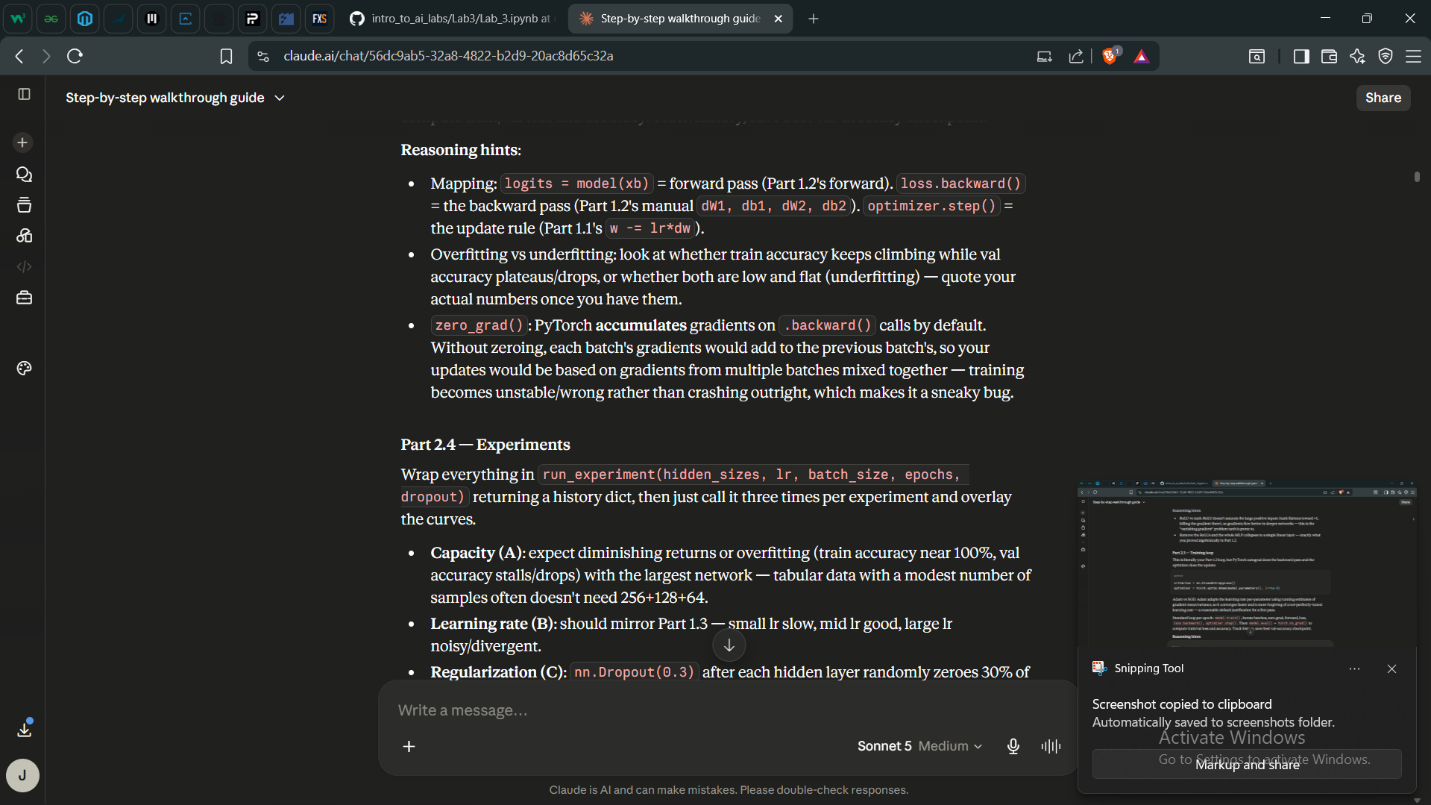 intro_to_ai_labs/Lab3/Lab_3.ipynb at
Step-by-step walkthrough guide
claude.ai/chat/56dc9ab5-32a8-4822-b2d9-20ac8d65c32a
1
Step-by-step walkthrough guide
Share
Reasoning hints:
• Mapping: logits = model(xb) = forward pass (Part 1.2's forward). loss.backward()
= the backward pass (Part 1.2's manual dW1, db1, dW2, db2). optimizer.step() =
the update rule (Part 1.1's w -= lr*dw).
• Overfitting vs underfitting: look at whether train accuracy keeps climbing while val
accuracy plateaus/drops, or whether both are low and flat (underfitting) — quote your
actual numbers once you have them.
• zero_grad(): PyTorch accumulates gradients on .backward() calls by default.
Without zeroing, each batch's gradients would add to the previous batch's, so your
updates would be based on gradients from multiple batches mixed together — training
becomes unstable/wrong rather than crashing outright, which makes it a sneaky bug.
Part 2.4 — Experiments
Wrap everything in run_experiment(hidden_sizes, lr, batch_size, epochs,
dropout) returning a history dict, then just call it three times per experiment and overlay
the curves.
• Capacity (A): expect diminishing returns or overfitting (train accuracy near 100%, val
accuracy stalls/drops) with the largest network — tabular data with a modest number of
samples often doesn't need 256+128+64.
• Learning rate (B): should mirror Part 1.3 — small lr slow, mid lr good, large lr
noisy/divergent.
• Regularization (C): nn.Dropout(0.3) after each hidden layer randomly zeroes 30% of
Write a message...
Sonnet 5 Medium
Claude is AI and can make mistakes. Please double-check responses.
J
Snipping Tool
Screenshot copied to clipboard
Automatically saved to screenshots folder.
Activate Windows
Go to Settings to activate Windows.
Markup and share